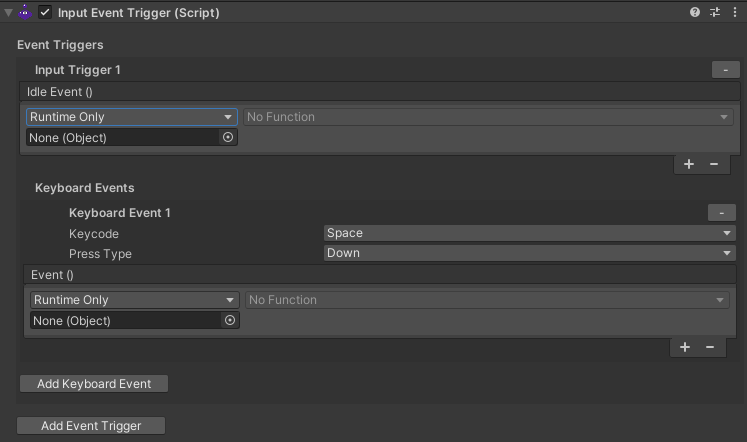 Input Event Trigger (Script)
Event Triggers
Input Trigger 1 -
Idle Event ()
Runtime Only No Function
None (Object)
+ -
Keyboard Events
Keyboard Event 1 -
Keycode Space
Press Type Down
Event ()
Runtime Only No Function
None (Object)
+ -
Add Keyboard Event
Add Event Trigger